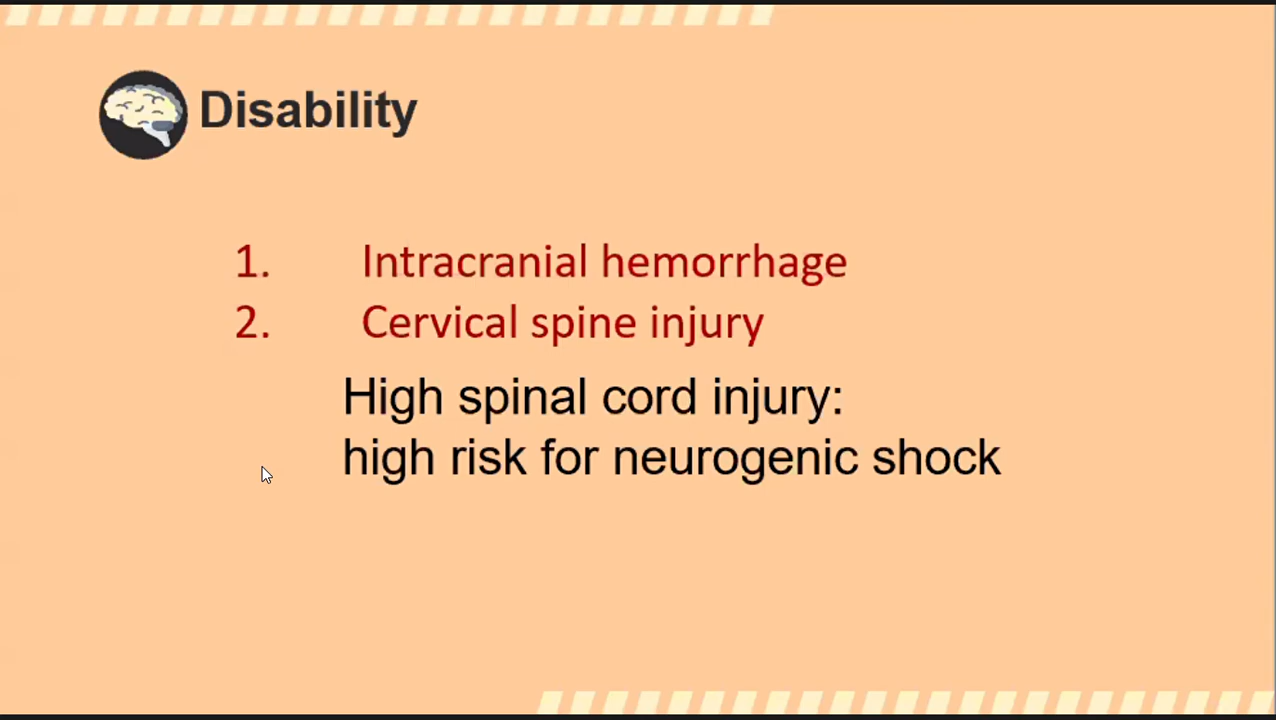 Disability
1. Intracranial hemorrhage
2. Cervical spine injury
High spinal cord injury:
high risk for neurogenic shock